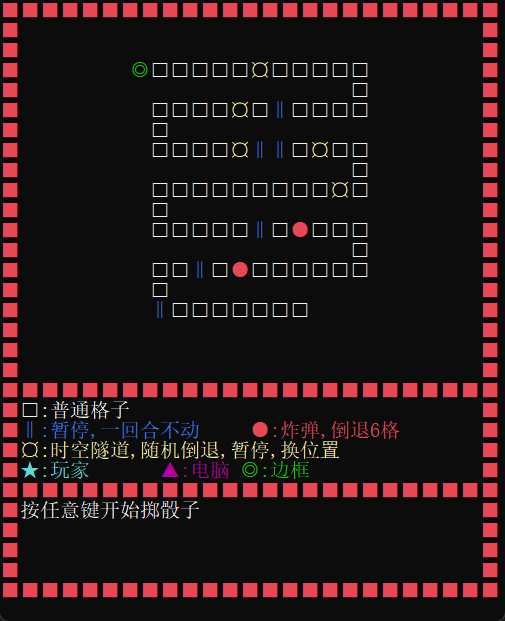 □:普通格子
‖:暂停,一回合不动 ●:炸弹,倒退6格
¤:时空隧道,随机倒退,暂停,换位置
★:玩家 ▲:电脑 ◎:边框
按任意键开始掷骰子